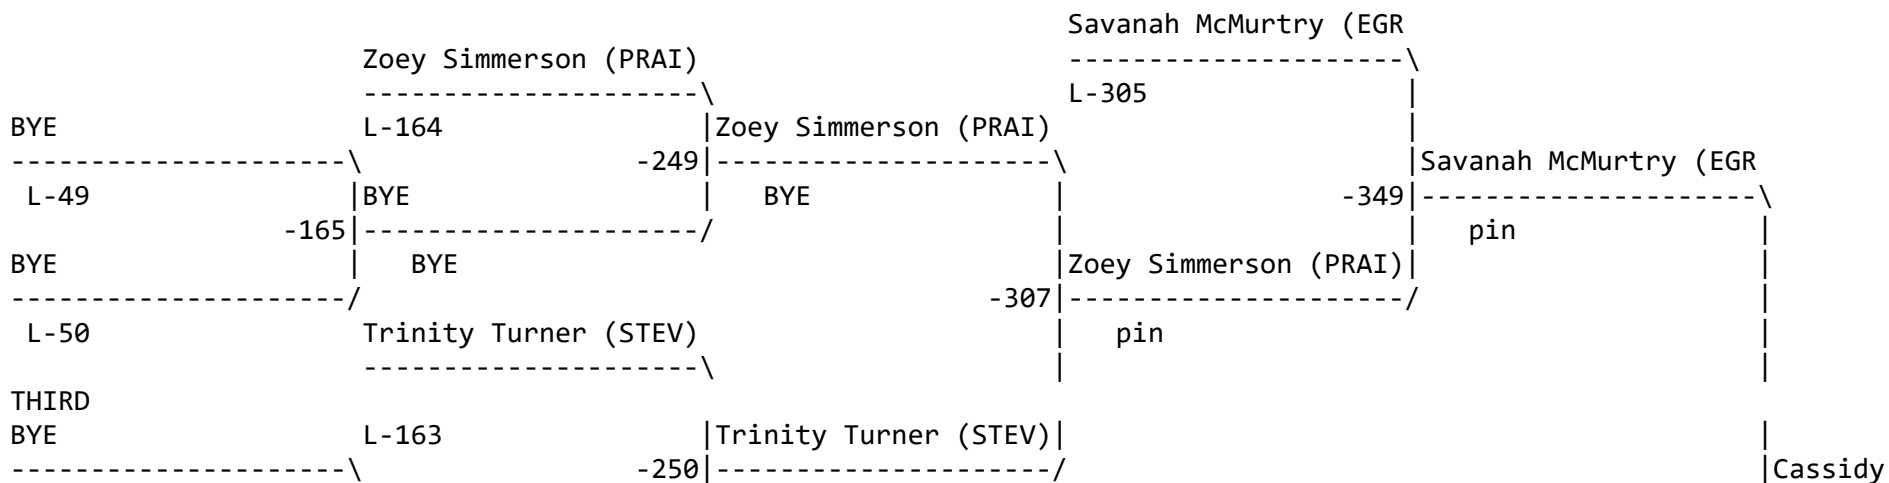 Savanah McMurtry (EGR
                      Zoey Simmerson (PRAI)                        ---------------------\
                      ---------------------\                       L-305                |
BYE                   L-164                |Zoey Simmerson (PRAI)                       |
---------------------\                 -249|---------------------\                      |Savanah McMurtry (EGR
 L-49                |BYE                  |   BYE               |                  -349|---------------------\
                 -165|---------------------/                     |                      |   pin               |
BYE                  |   BYE                                     |Zoey Simmerson (PRAI)|                      |
---------------------/                                       -307|---------------------/                      |
 L-50                 Trinity Turner (STEV)                      |   pin                                      |
                      ---------------------\                     |                                            |
THIRD
BYE                   L-163                |Trinity Turner (STEV)|                                            |
---------------------\                 -250|---------------------/                                            |Cassidy